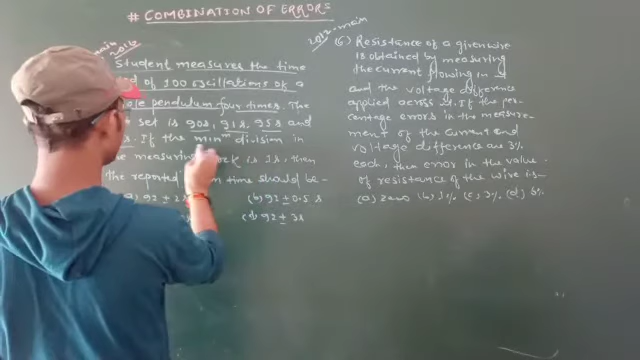 # COMBINATION OF ERRORS
main 2016
Student measures the time
of 100 oscillations of a
pendulum four times. The
set is 90s, 91s, 95s and
If the minm division in
measuring clock is 1s, then
the reported mean time should be-
(a) 92 ± 2s (b) 92 ± 0.5 s
(d) 92 ± 3s
2012-main
(6) Resistance of a given wire
is obtained by measuring
the current flowing in it
and the voltage difference
applied across it. If the per-
centage errors in the measure-
ment of the current and
voltage difference are 3%
each, then error in the value
of resistance of the wire is-
(a) zero (b) 1% (c) 3% (d) 6%